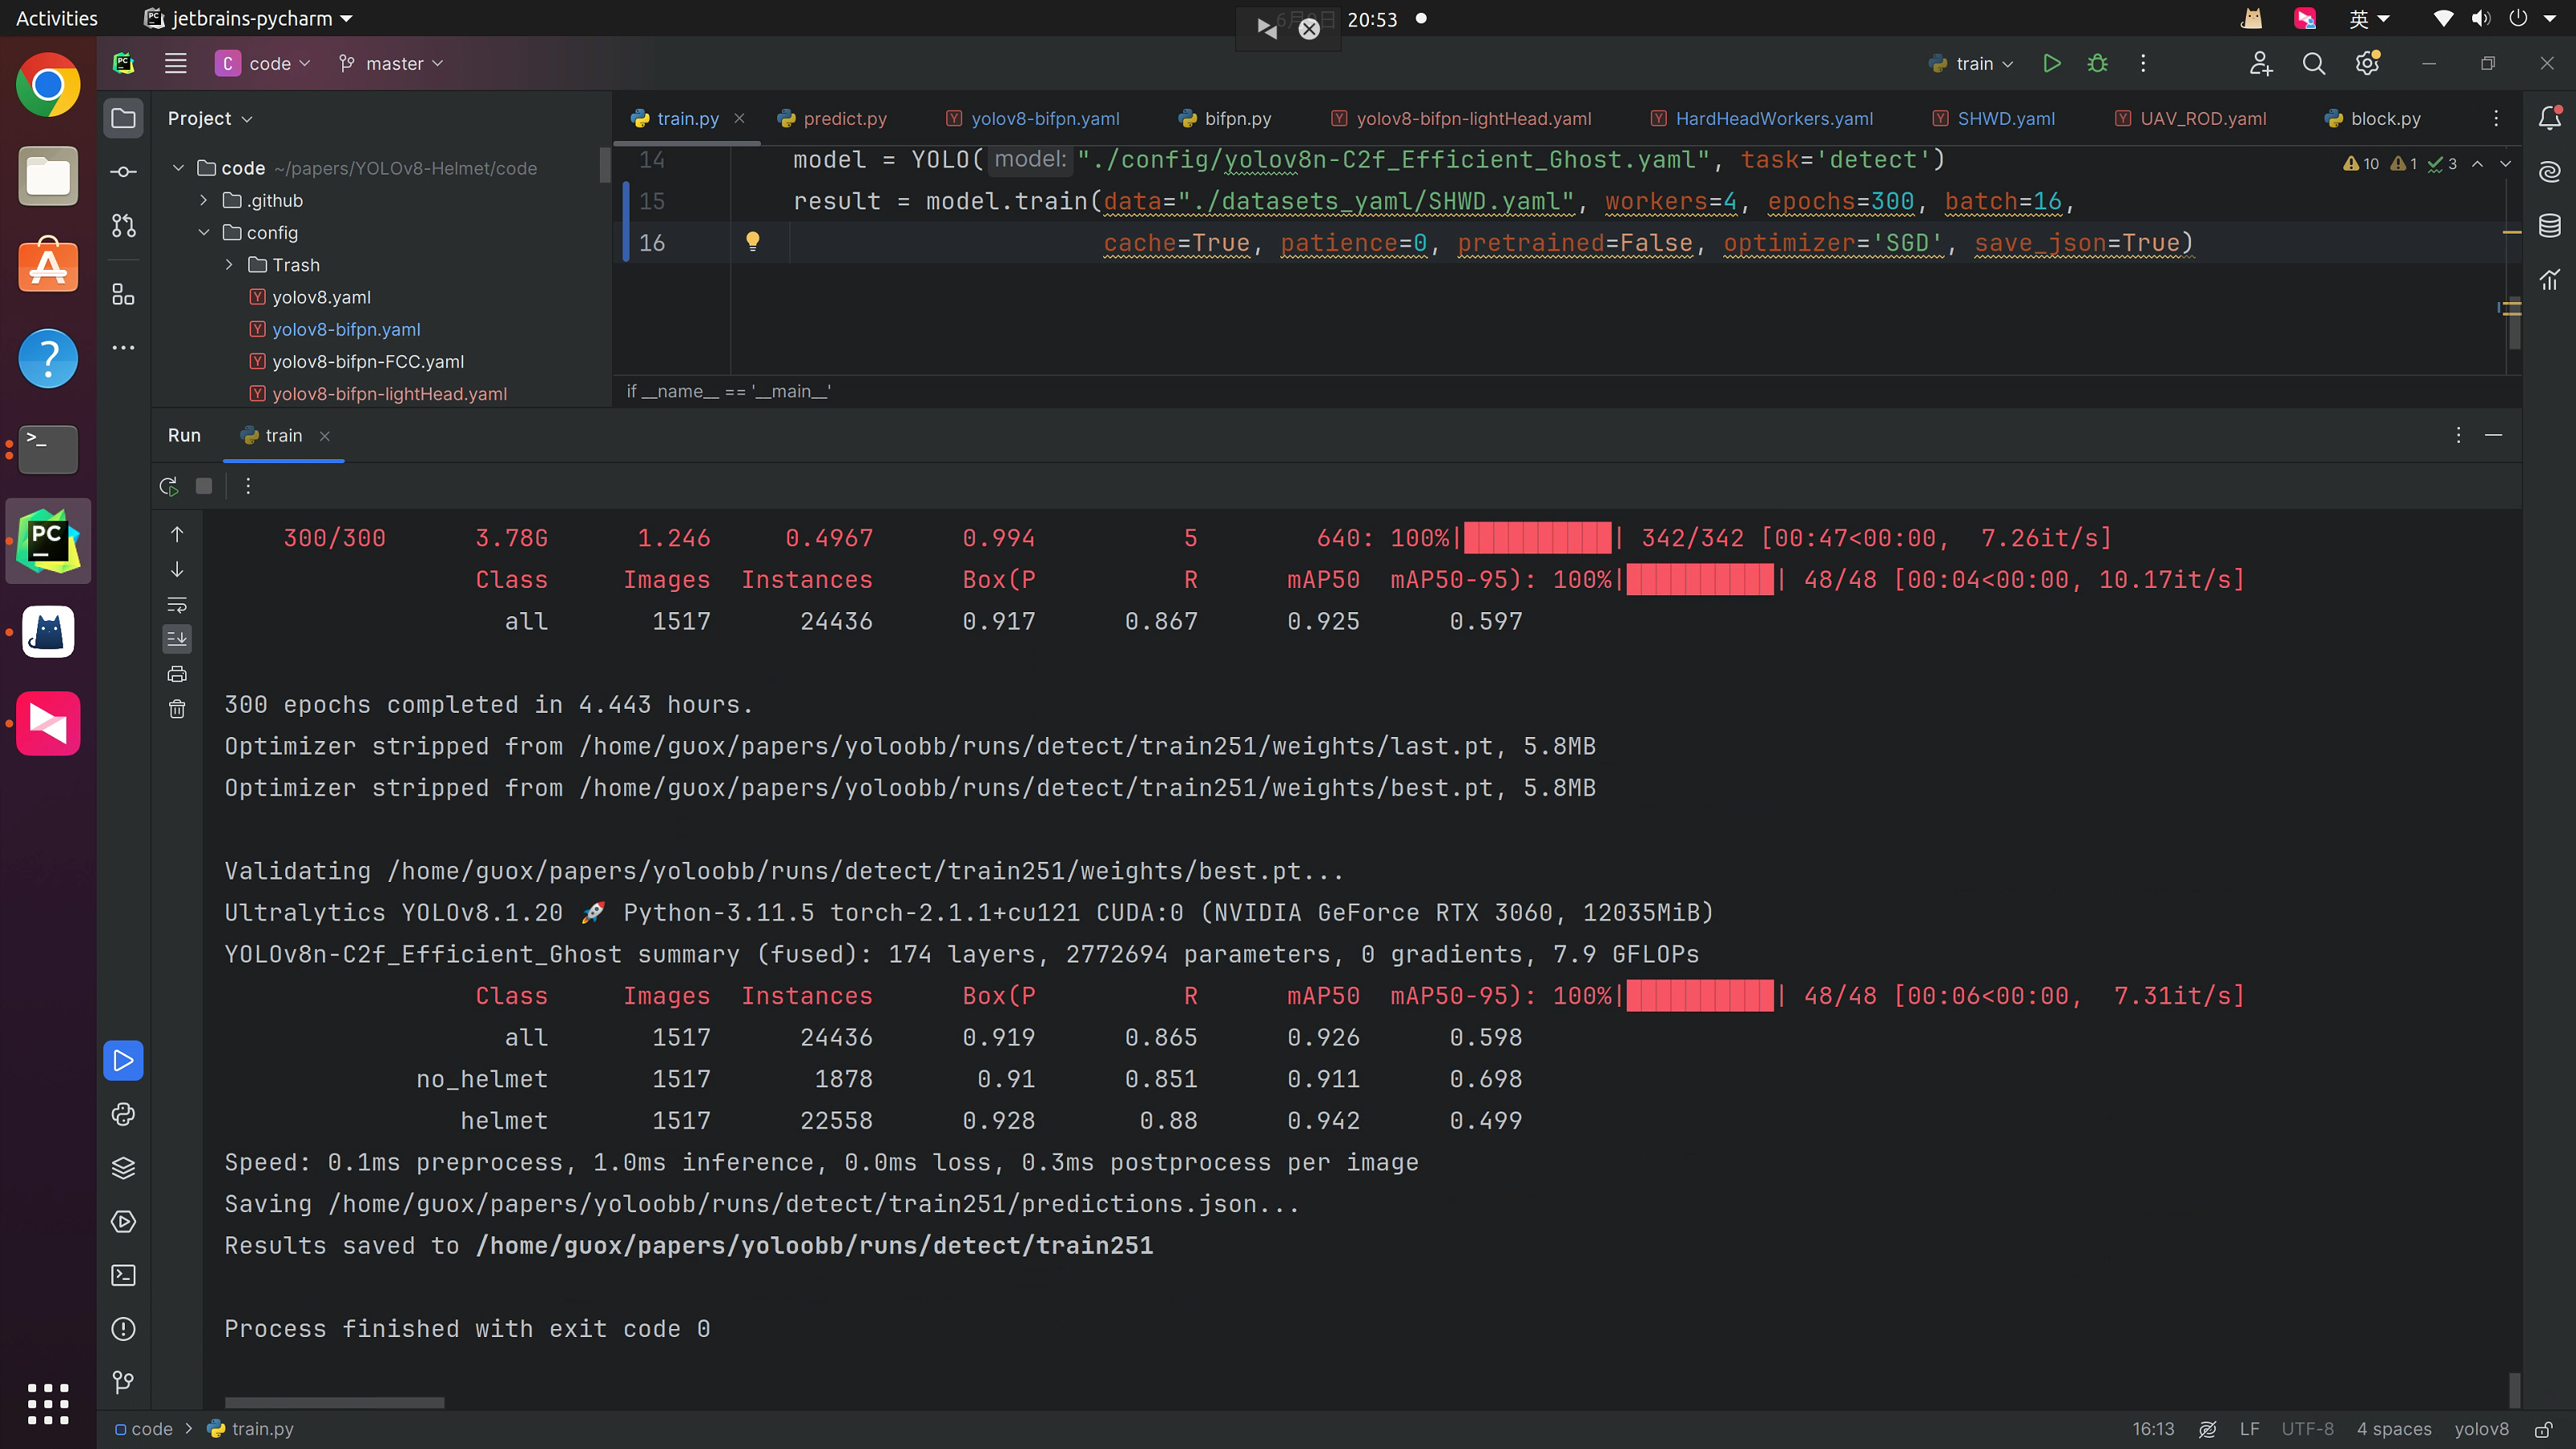 Activities jetbrains-pycharm 20:53 英
PC code master train
C
Project
train.py predict.py yolov8-bifpn.yaml bifpn.py yolov8-bifpn-lightHead.yaml HardHeadWorkers.yaml SHWD.yaml UAV_ROD.yaml block.py
code ~/papers/YOLOv8-Helmet/code
.github
config
Trash
yolov8.yaml
yolov8-bifpn.yaml
yolov8-bifpn-FCC.yaml
yolov8-bifpn-lightHead.yaml
14 model = YOLO( model: "./config/yolov8n-C2f_Efficient_Ghost.yaml", task='detect')
10 1 3
15 result = model.train(data="./datasets_yaml/SHWD.yaml", workers=4, epochs=300, batch=16,
16 cache=True, patience=0, pretrained=False, optimizer='SGD', save_json=True)
if __name__ == '__main__'
Run train
300/300 3.78G 1.246 0.4967 0.994 5 640: 100%|██████████| 342/342 [00:47<00:00, 7.26it/s]
Class Images Instances Box(P R mAP50 mAP50-95): 100%|██████████| 48/48 [00:04<00:00, 10.17it/s]
all 1517 24436 0.917 0.867 0.925 0.597
300 epochs completed in 4.443 hours.
Optimizer stripped from /home/guox/papers/yoloobb/runs/detect/train251/weights/last.pt, 5.8MB
Optimizer stripped from /home/guox/papers/yoloobb/runs/detect/train251/weights/best.pt, 5.8MB
Validating /home/guox/papers/yoloobb/runs/detect/train251/weights/best.pt...
Ultralytics YOLOv8.1.20 🚀 Python-3.11.5 torch-2.1.1+cu121 CUDA:0 (NVIDIA GeForce RTX 3060, 12035MiB)
YOLOv8n-C2f_Efficient_Ghost summary (fused): 174 layers, 2772694 parameters, 0 gradients, 7.9 GFLOPs
Class Images Instances Box(P R mAP50 mAP50-95): 100%|██████████| 48/48 [00:06<00:00, 7.31it/s]
all 1517 24436 0.919 0.865 0.926 0.598
no_helmet 1517 1878 0.91 0.851 0.911 0.698
helmet 1517 22558 0.928 0.88 0.942 0.499
Speed: 0.1ms preprocess, 1.0ms inference, 0.0ms loss, 0.3ms postprocess per image
Saving /home/guox/papers/yoloobb/runs/detect/train251/predictions.json...
Results saved to /home/guox/papers/yoloobb/runs/detect/train251
Process finished with exit code 0
code > train.py 16:13 LF UTF-8 4 spaces yolov8